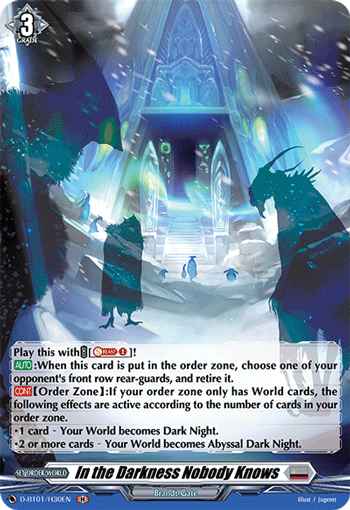 3
GRADE
Play this with [BLAST 1]!
AUTO:When this card is put in the order zone, choose one of your
opponent's front row rear-guards, and retire it.
CONT【Order Zone】:If your order zone only has World cards, the
following effects are active according to the number of cards in your
order zone.
•1 card - Your World becomes Dark Night.
•2 or more cards - Your World becomes Abyssal Dark Night.
SET ORDER/WORLD
In the Darkness Nobody Knows
Brandt Gate
D-BT01/H30EN H
Illust /